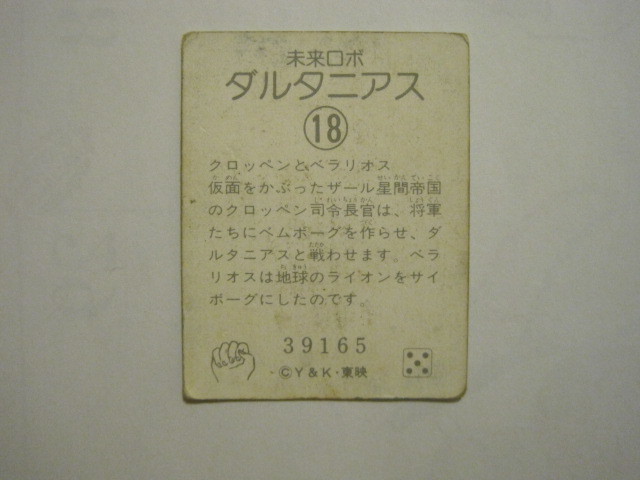 未来ロボ
ダルタニアス
18
クロッペンとベラリオス
仮面をかぶったザール星間帝国
のクロッペン司令長官は、将軍
たちにベムボーグを作らせ、ダ
ルタニアスと戦わせます。ベラ
リオスは地球のライオンをサイ
ボーグにしたのです。
39165
©Y&K・東映